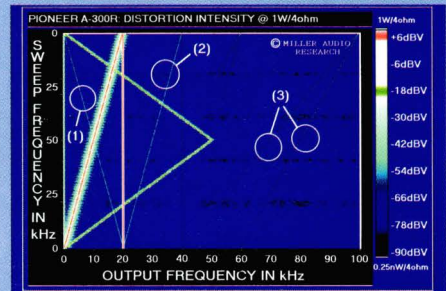 PIONEER A-300R: DISTORTION INTENSITY @ 1W/4ohm
1W/4ohm
© MILLER AUDIO
RESEARCH
SWEEP FREQUENCY IN kHz
0
25
50
25
0
(1)
(2)
(3)
+6dBV
-6dBV
-18dBV
-30dBV
-42dBV
-54dBV
-66dBV
-78dBV
-90dBV
0.25nW/4ohm
0 10 20 30 40 50 60 70 80 90 100
OUTPUT FREQUENCY IN kHz